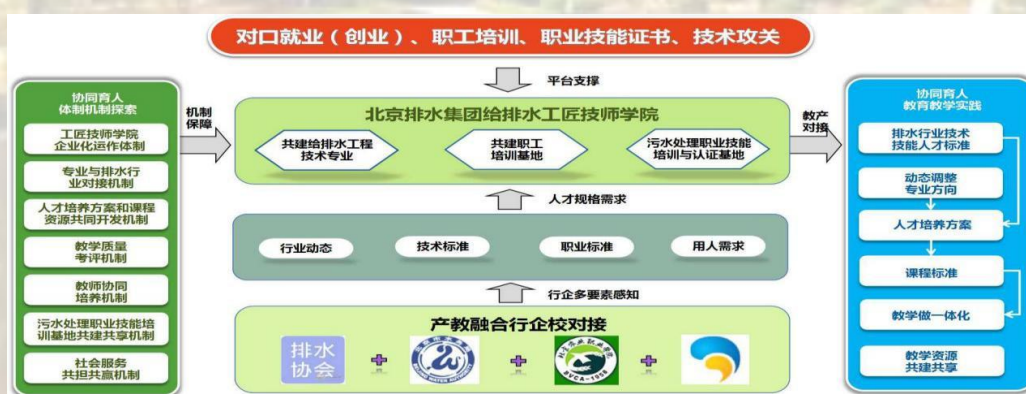 对口就业（创业）、职工培训、职业技能证书、技术攻关
平台支撑
协同育人
体制机制探索
工匠技师学院
企业化运作体制
专业与排水行
业对接机制
人才培养方案和课程
资源共同开发机制
教学质量
考评机制
教师协同
培养机制
污水处理职业技能培
训基地共建共享机制
社会服务
共担共赢机制
机制
保障
北京排水集团给排水工匠技师学院
共建给排水工程
技术专业
共建职工
培训基地
污水处理职业技能
培训与认证基地
人才规格需求
行业动态
技术标准
职业标准
用人需求
行企多要素感知
产教融合行企校对接
排水
协会
BVCA-1958
教产
对接
协同育人
教育教学实践
排水行业技术
技能人才标准
动态调整
专业方向
人才培养方案
课程标准
教学做一体化
教学资源
共建共享